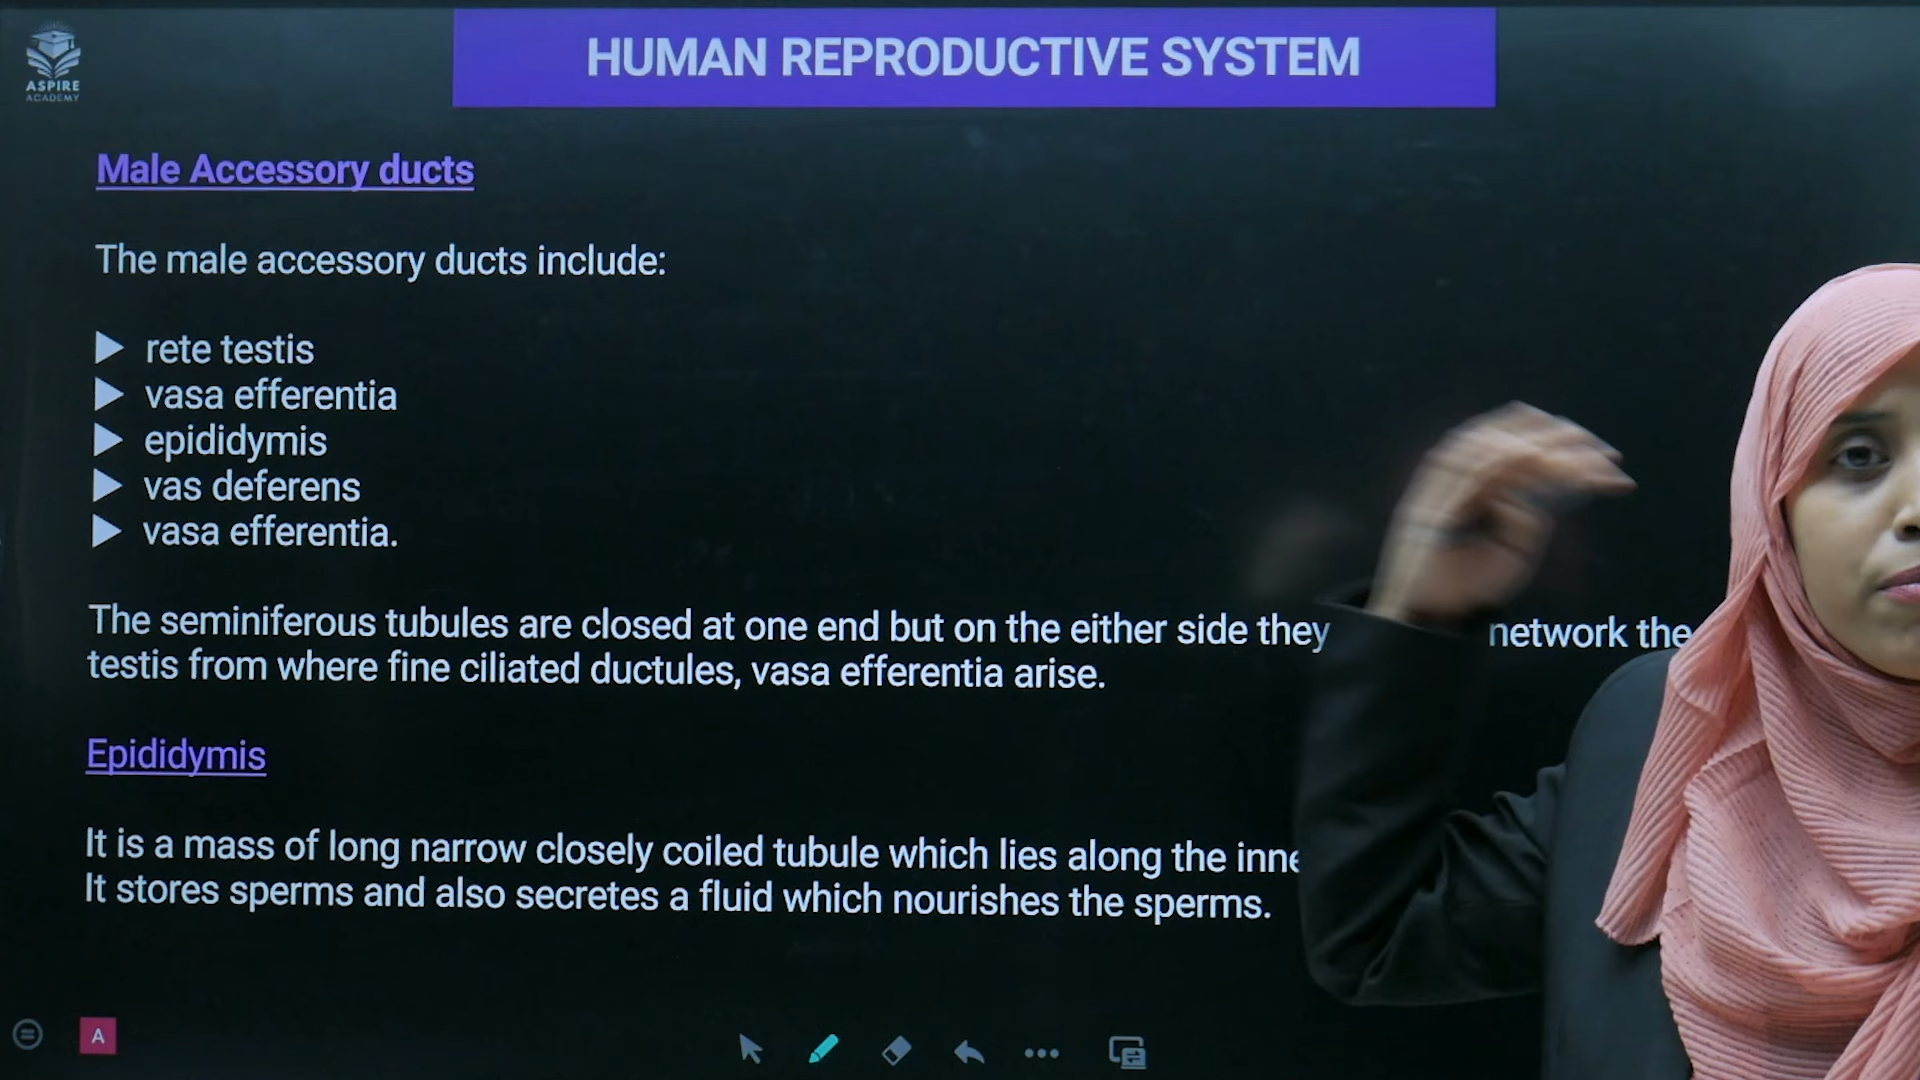 ASPIRE
ACADEMY
HUMAN REPRODUCTIVE SYSTEM
Male Accessory ducts
The male accessory ducts include:
▶ rete testis
▶ vasa efferentia
▶ epididymis
▶ vas deferens
▶ vasa efferentia.
The seminiferous tubules are closed at one end but on the either side they network the
testis from where fine ciliated ductules, vasa efferentia arise.
Epididymis
It is a mass of long narrow closely coiled tubule which lies along the
It stores sperms and also secretes a fluid which nourishes the sperms.
A